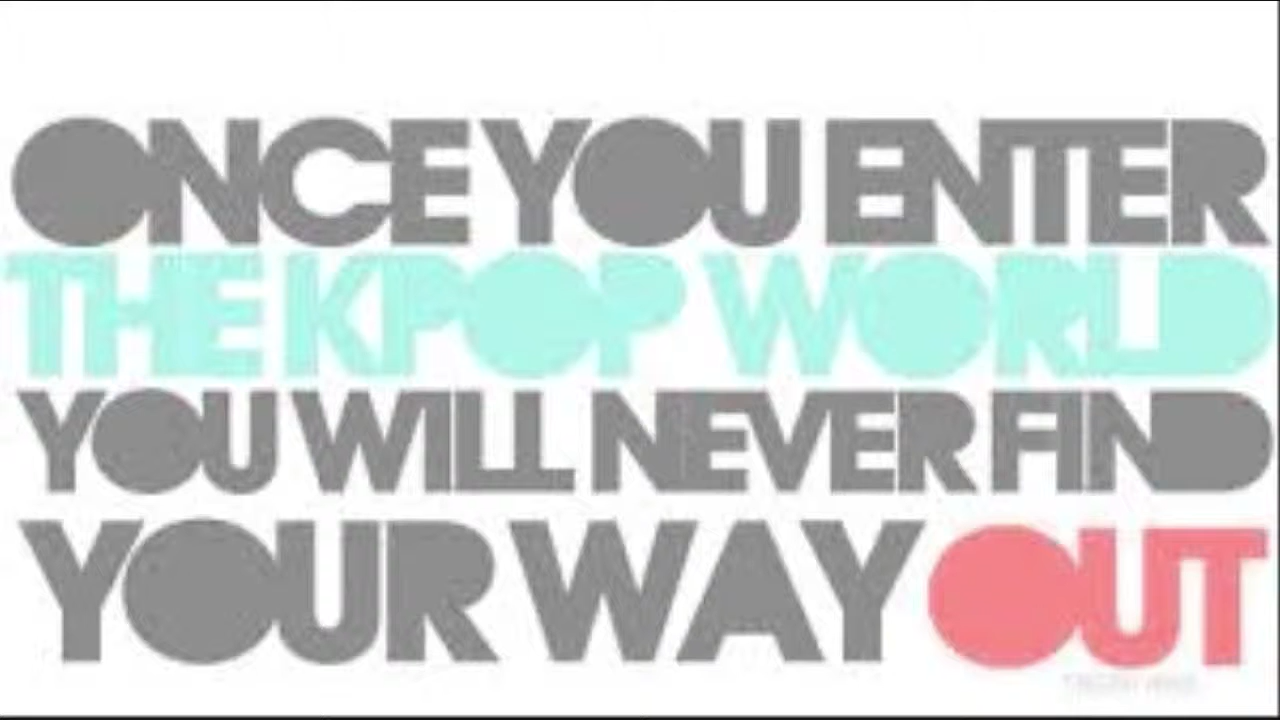 ONCE YOU ENTER
THE KPOP WORLD
YOU WILL NEVER FIND
YOUR WAY OUT